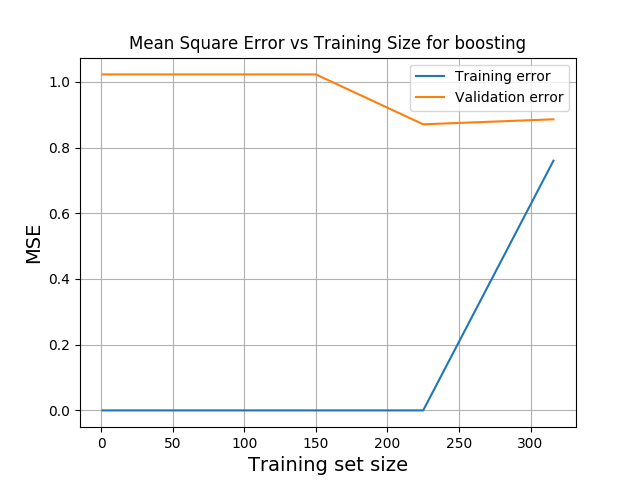 Mean Square Error vs Training Size for boosting
Training error
Validation error
1.0
0.8
0.6
0.4
0.2
0.0
MSE
0 50 100 150 200 250 300
Training set size